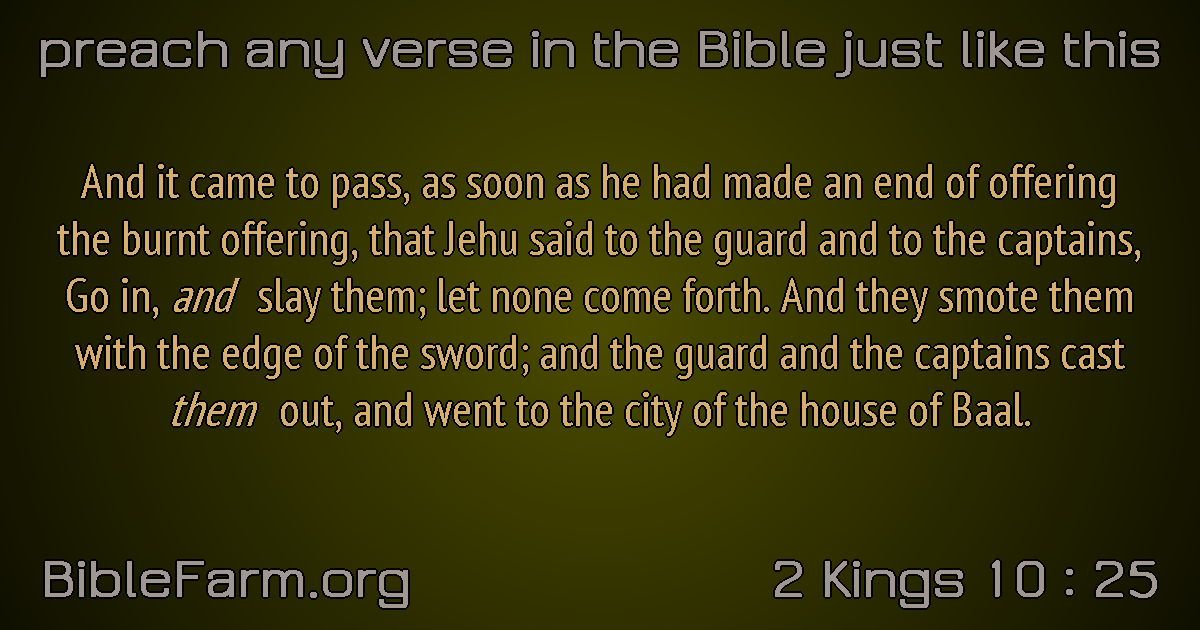 preach any verse in the Bible just like this
And it came to pass, as soon as he had made an end of offering
the burnt offering, that Jehu said to the guard and to the captains,
Go in, and slay them; let none come forth. And they smote them
with the edge of the sword; and the guard and the captains cast
them out, and went to the city of the house of Baal.
BibleFarm.org
2 Kings 10 : 25